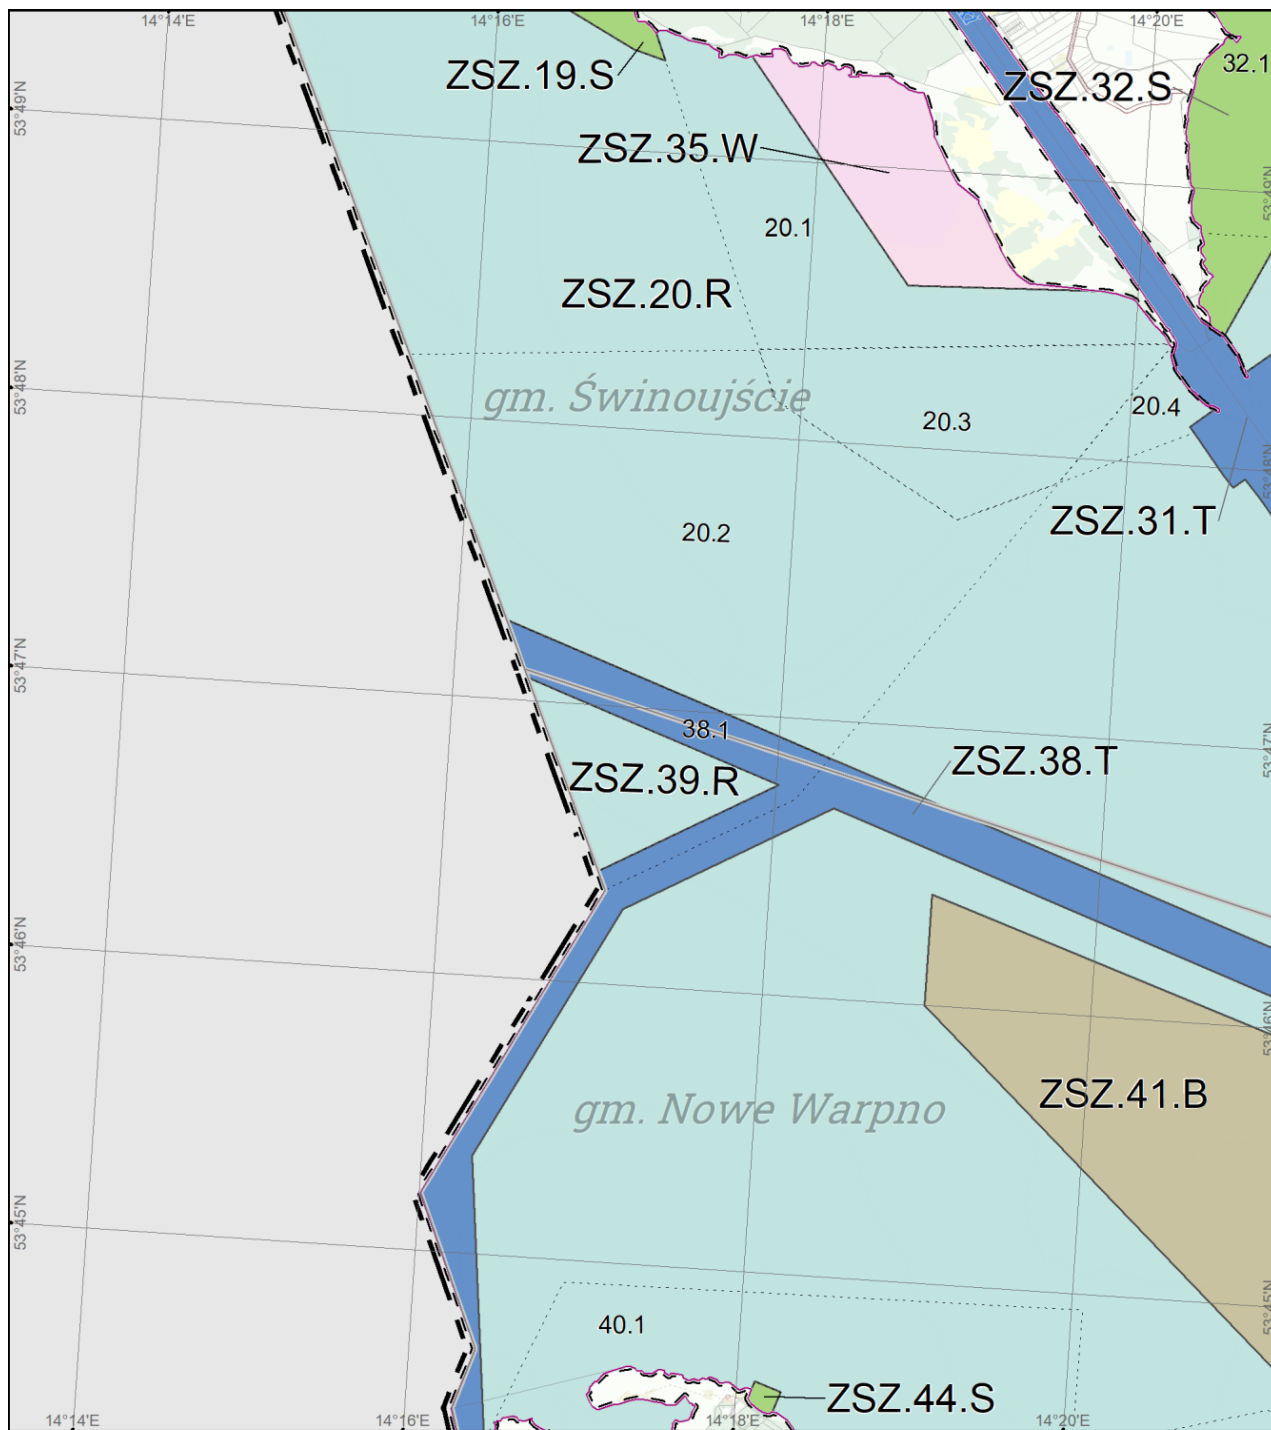 14°14'E
14°16'E
14°18'E
14°20'E
ZSZ.19.S
32.1
ZSZ.32.S
53°49'N
ZSZ.35.W
53°49'N
20.1
ZSZ.20.R
53°48'N
gm. Świnoujście
20.4
20.3
53°48'N
ZSZ.31.T
20.2
53°47'N
38.1
53°47'N
ZSZ.38.T
ZSZ.39.R
53°46'N
53°46'N
ZSZ.41.B
gm. Nowe Warpno
53°45'N
53°45'N
40.1
ZSZ.44.S
14°14'E
14°16'E
14°18'E
14°20'E